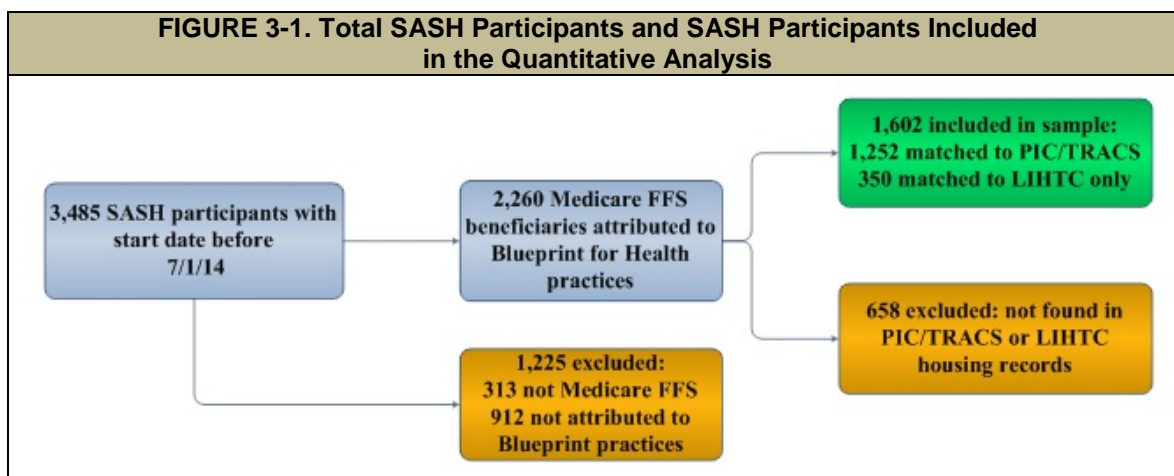 FIGURE 3-1. Total SASH Participants and SASH Participants Included
in the Quantitative Analysis
3,485 SASH participants with
start date before
7/1/14
2,260 Medicare FFS
beneficiaries attributed to
Blueprint for Health
practices
1,602 included in sample:
1,252 matched to PIC/TRACS
350 matched to LIHTC only
658 excluded: not found in
PIC/TRACS or LIHTC
housing records
1,225 excluded:
313 not Medicare FFS
912 not attributed to
Blueprint practices